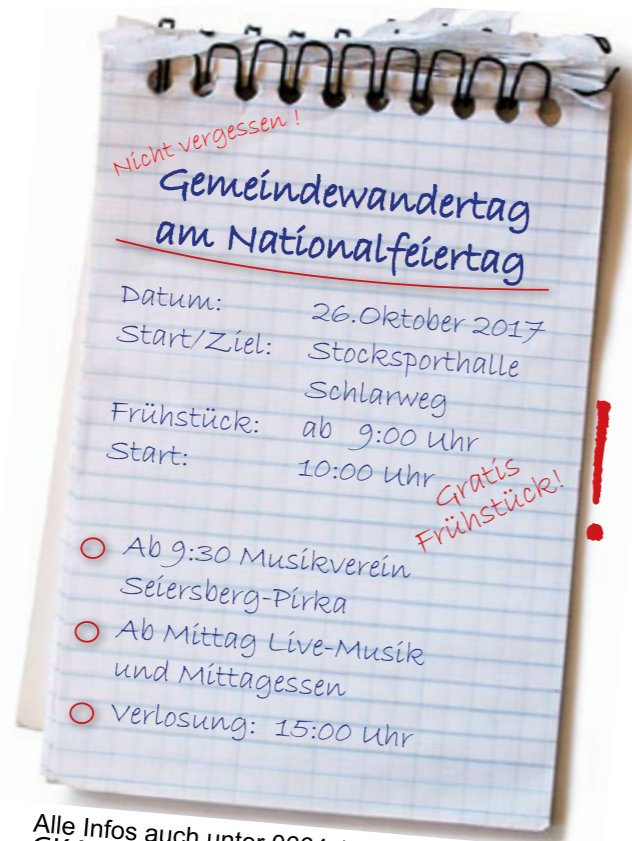 Nicht vergessen !
Gemeindewandertag
am Nationalfeiertag
Datum: 26.Oktober 2017
Start/Ziel: Stocksporthalle
Schlarweg
Frühstück: ab 9:00 Uhr
Start: 10:00 Uhr
Gratis
Frühstück!
!
Ab 9:30 Musikverein
Seiersberg-Pirka
Ab Mittag Live-Musik
und Mittagessen
Verlosung: 15:00 Uhr
Alle Infos auch unter